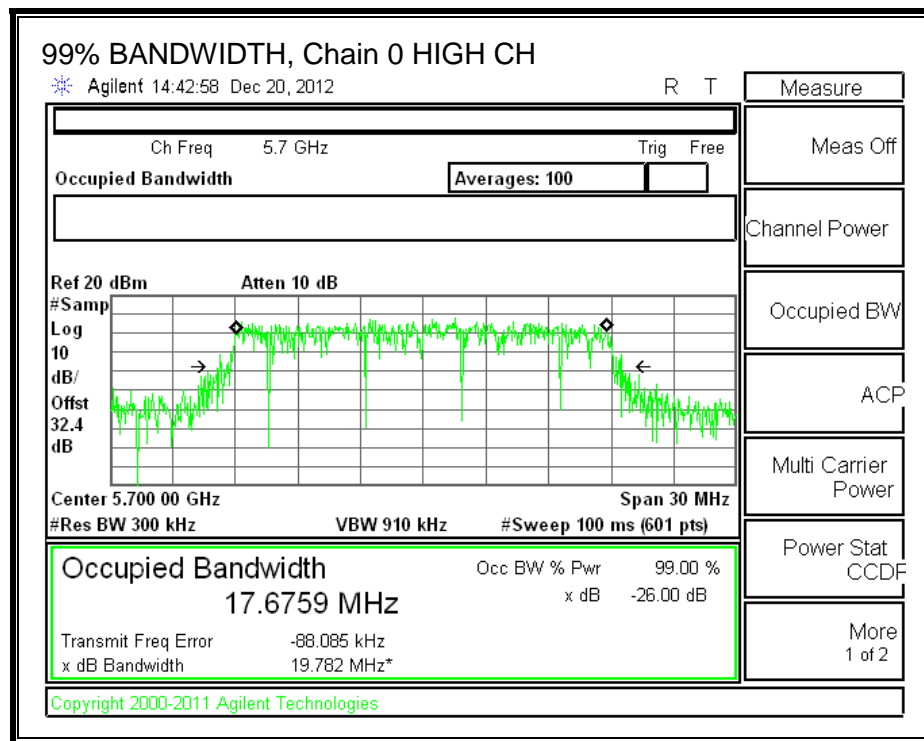 99% BANDWIDTH, Chain 0 HIGH CH
Agilent 14:42:58 Dec 20, 2012 R T
Measure
Ch Freq 5.7 GHz Trig Free
Meas Off
Occupied Bandwidth Averages: 100
Channel Power
Ref 20 dBm Atten 10 dB
#Samp
Log
10
dB/
Offst
32.4
dB
Occupied BW
ACP
Multi Carrier
Power
Center 5.700 00 GHz Span 30 MHz
#Res BW 300 kHz VBW 910 kHz #Sweep 100 ms (601 pts)
Power Stat
CCDF
Occupied Bandwidth Occ BW % Pwr 99.00 %
17.6759 MHz x dB -26.00 dB
Transmit Freq Error -88.085 kHz
x dB Bandwidth 19.782 MHz*
More
1 of 2
Copyright 2000-2011 Agilent Technologies